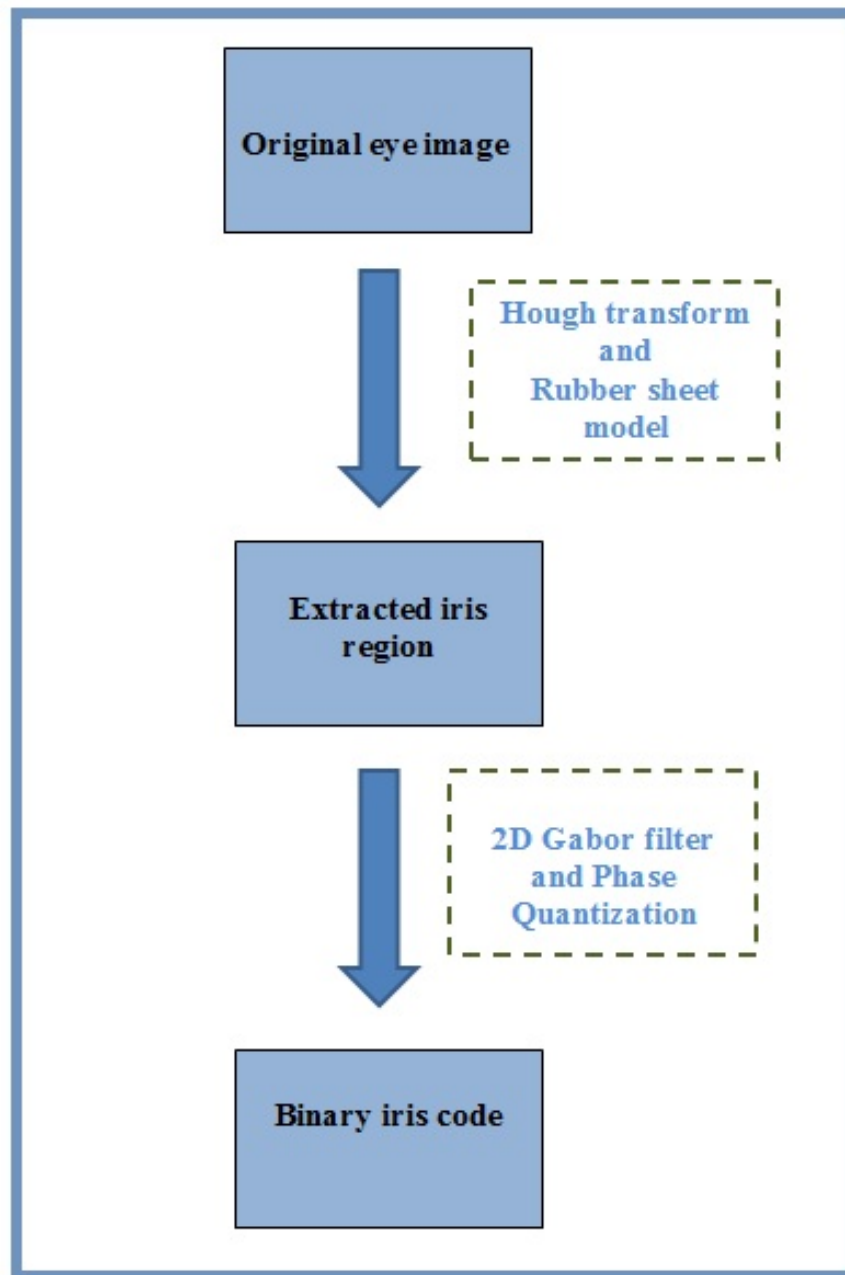 Original eye image
Hough transform
and
Rubber sheet
model
Extracted iris
region
2D Gabor filter
and Phase
Quantization
Binary iris code